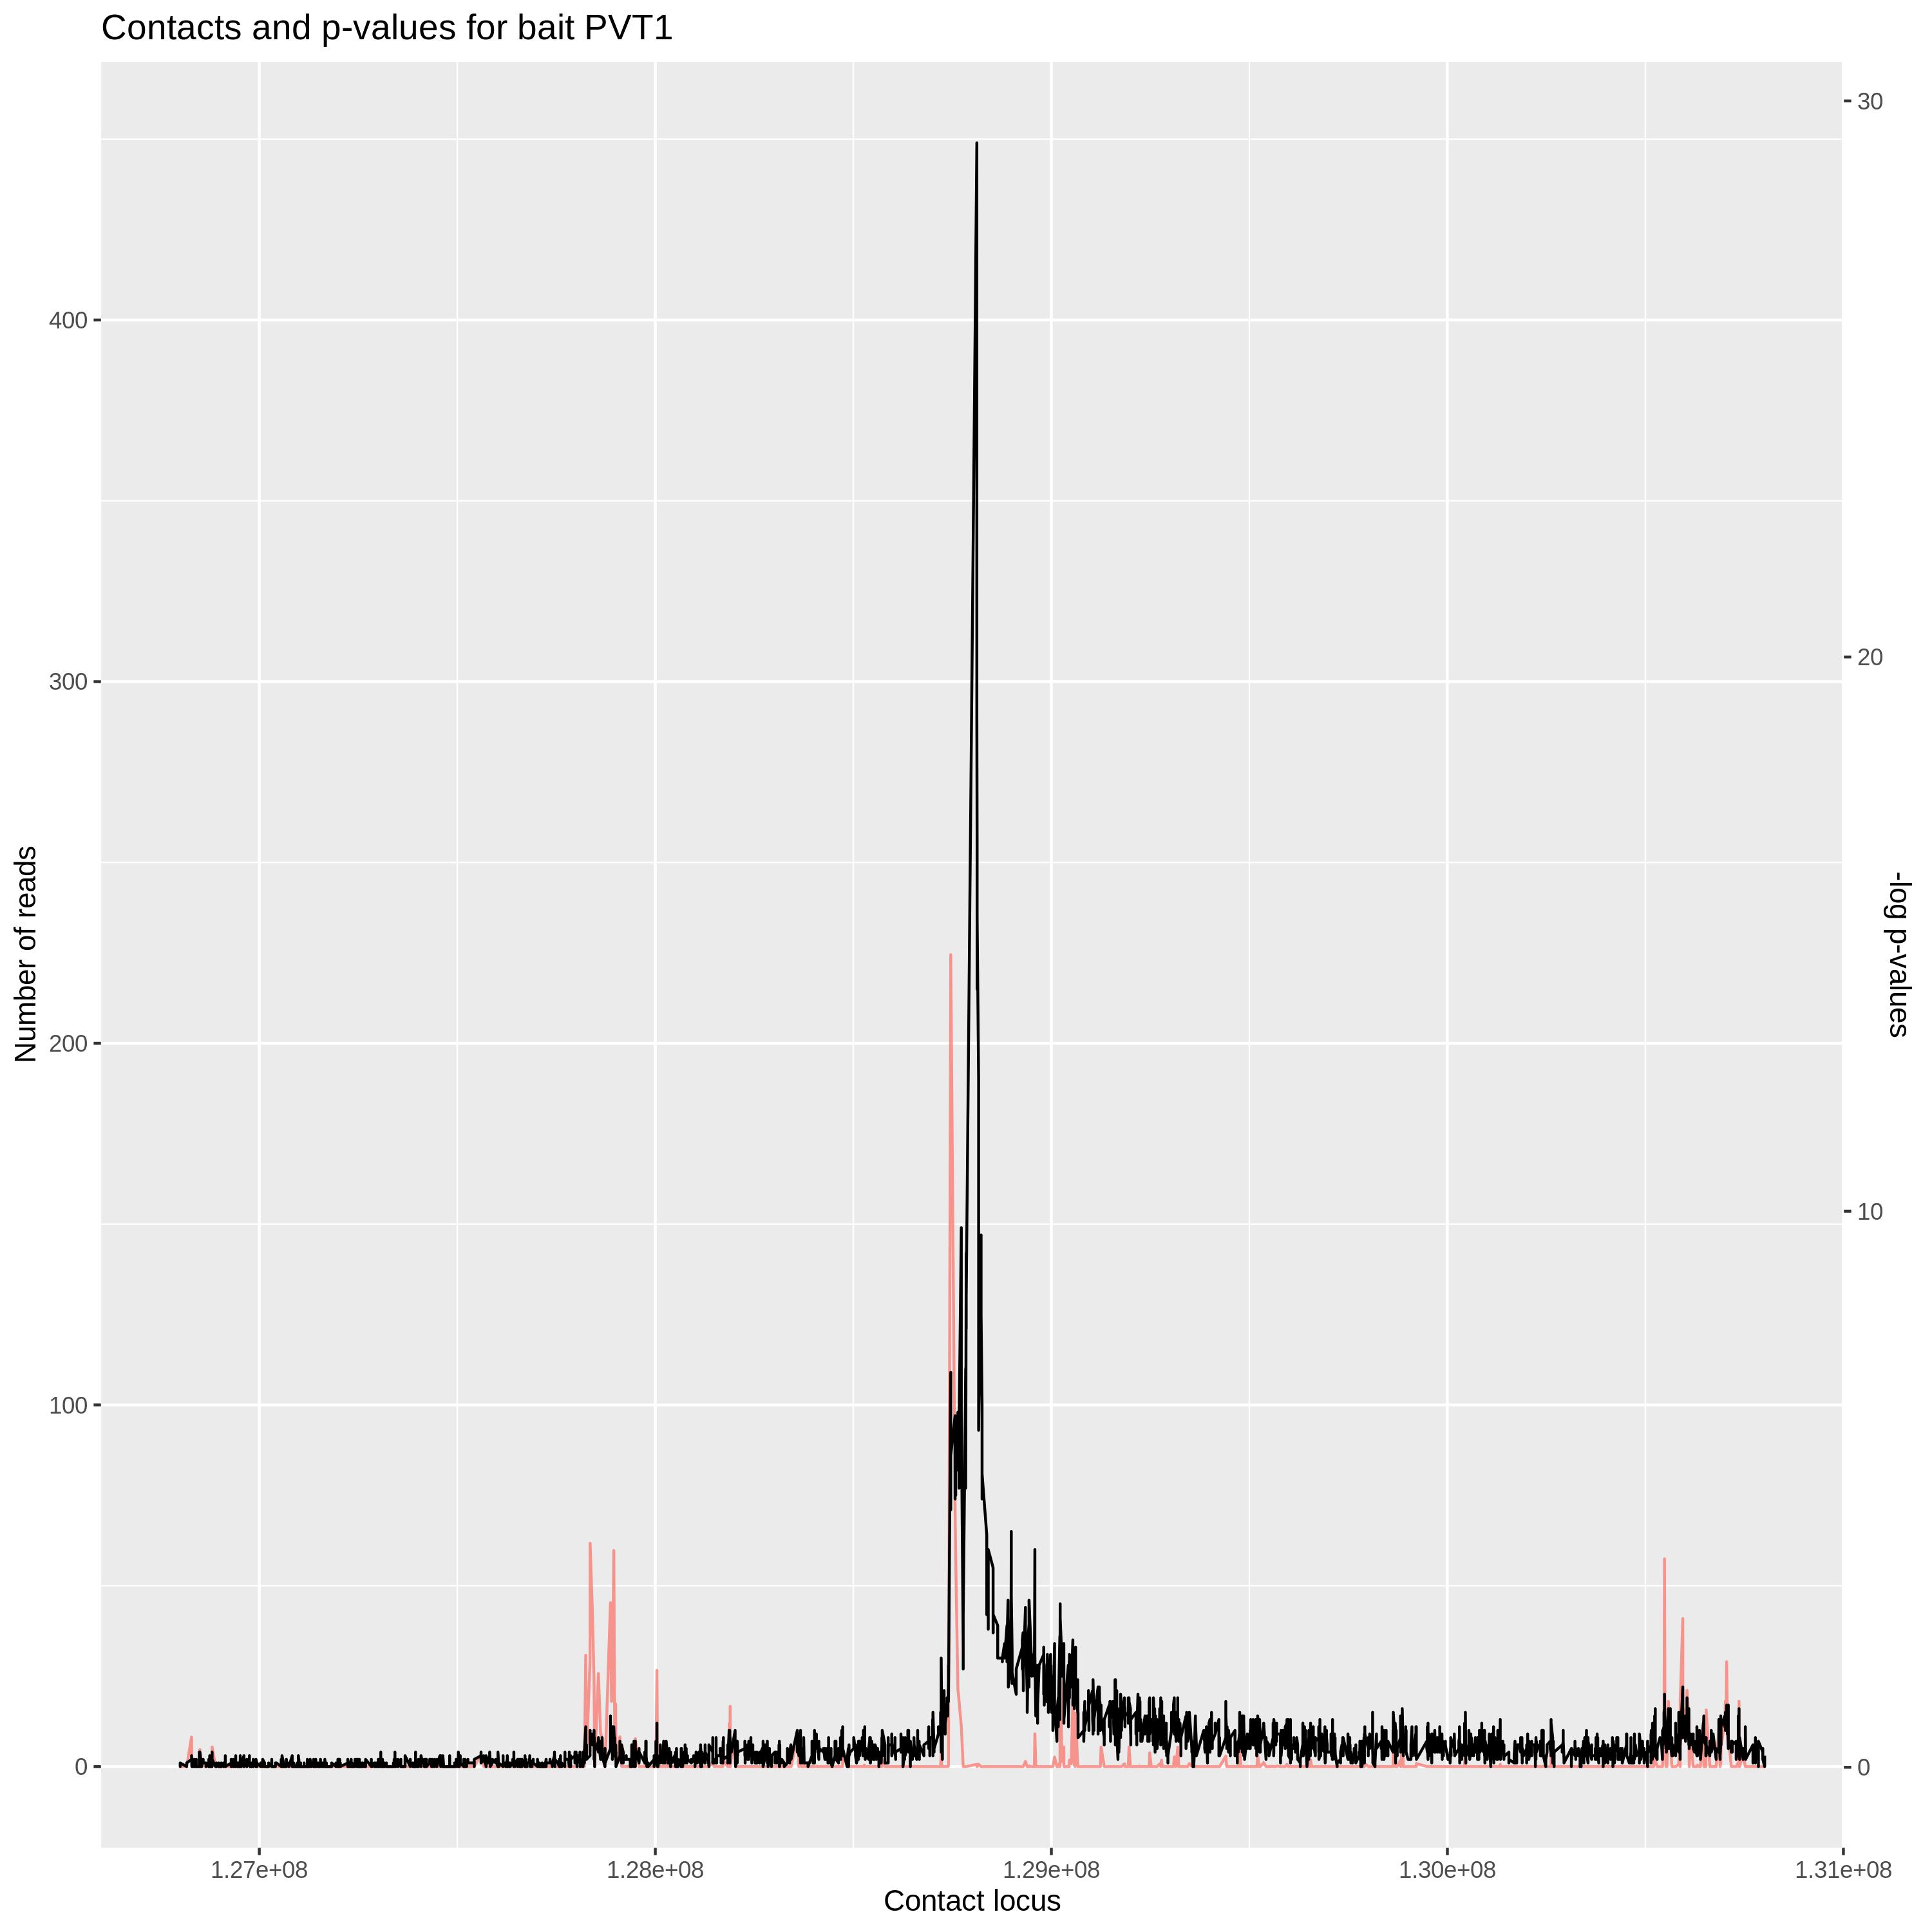 Contacts and p-values for bait PVT1
30
400
20
300
Number of reads
-log p-values
200
10
100
0
0
1.27e+08
1.28e+08
1.29e+08
1.30e+08
1.31e+08
Contact locus